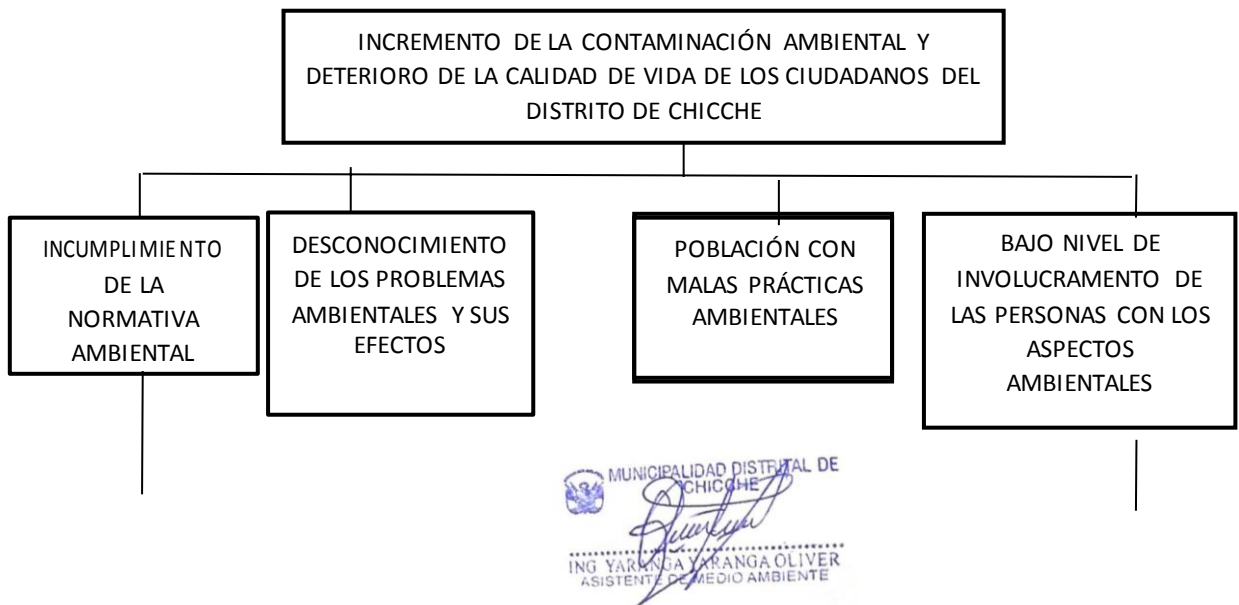 INCREMENTO DE LA CONTAMINACIÓN AMBIENTAL Y
DETERIORO DE LA CALIDAD DE VIDA DE LOS CIUDADANOS DEL
DISTRITO DE CHICCHE
INCUMPLIMIENTO
DE LA
NORMATIVA
AMBIENTAL
DESCONOCIMIENTO
DE LOS PROBLEMAS
AMBIENTALES Y SUS
EFECTOS
POBLACIÓN CON
MALAS PRÁCTICAS
AMBIENTALES
BAJO NIVEL DE
INVOLUCRAMENTO DE
LAS PERSONAS CON LOS
ASPECTOS
AMBIENTALES
MUNICIPALIDAD DISTRITAL DE
CHICCHE
ING YARANGA YARANGA OLIVER
ASISTENTE DE MEDIO AMBIENTE